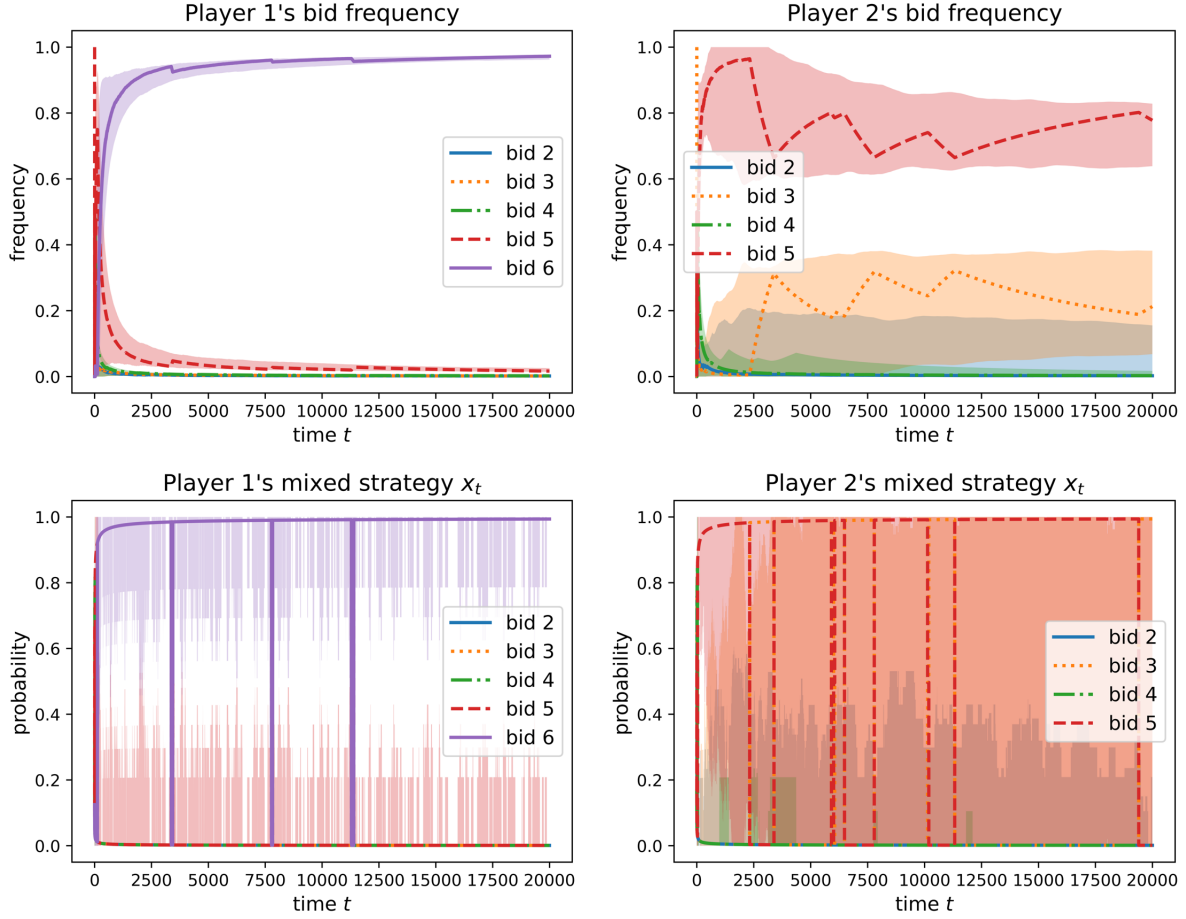 Player 1's bid frequency
1.0
0.8
0.6
0.4
0.2
0.0
frequency
bid 2
bid 3
bid 4
bid 5
bid 6
0 2500 5000 7500 10000 12500 15000 17500 20000
time t
Player 2's bid frequency
1.0
0.8
0.6
0.4
0.2
0.0
frequency
bid 2
bid 3
bid 4
bid 5
0 2500 5000 7500 10000 12500 15000 17500 20000
time t
Player 1's mixed strategy x_t
1.0
0.8
0.6
0.4
0.2
0.0
probability
bid 2
bid 3
bid 4
bid 5
bid 6
0 2500 5000 7500 10000 12500 15000 17500 20000
time t
Player 2's mixed strategy x_t
1.0
0.8
0.6
0.4
0.2
0.0
probability
bid 2
bid 3
bid 4
bid 5
0 2500 5000 7500 10000 12500 15000 17500 20000
time t